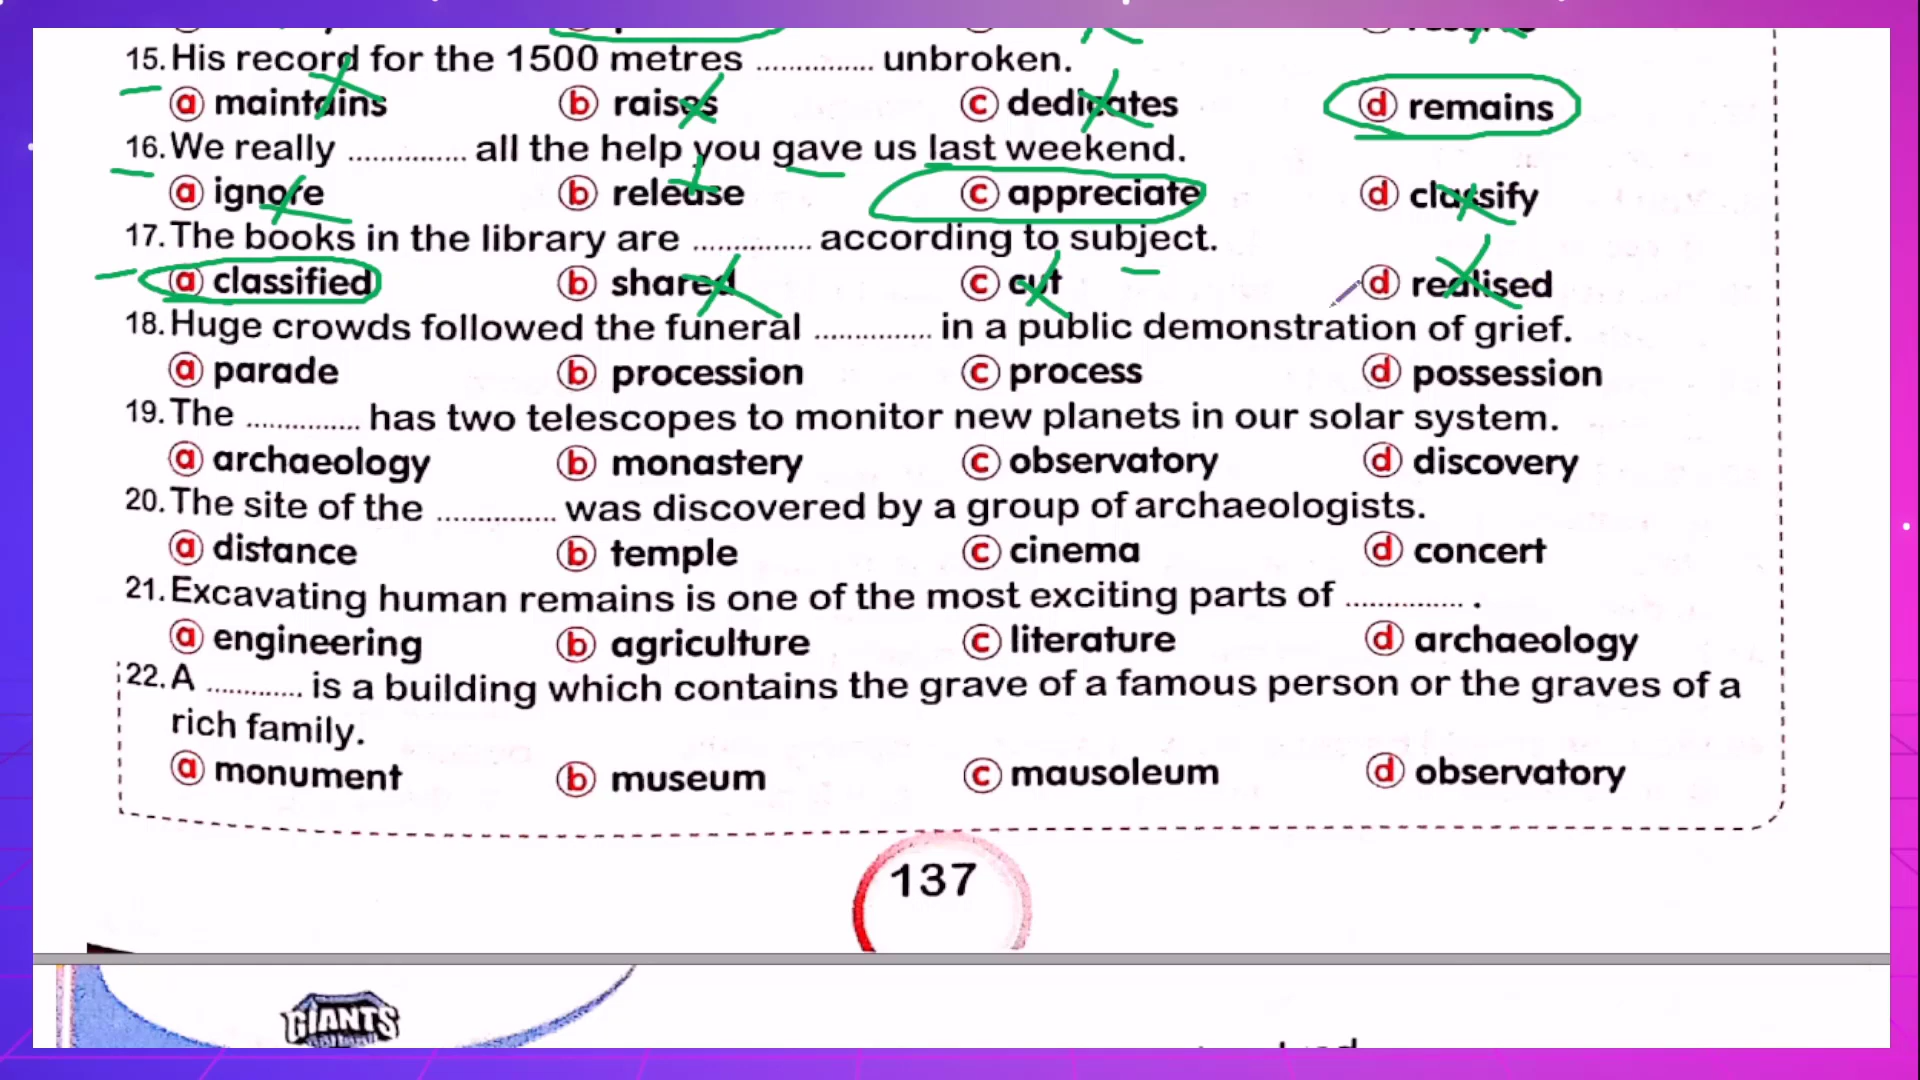 15. His record for the 1500 metres ............... unbroken.
a maintains b raises c dedicates d remains
16. We really ............... all the help you gave us last weekend.
a ignore b release c appreciate d classify
17. The books in the library are ............... according to subject.
a classified b shared c cut d realised
18. Huge crowds followed the funeral ............... in a public demonstration of grief.
a parade b procession c process d possession
19. The ............... has two telescopes to monitor new planets in our solar system.
a archaeology b monastery c observatory d discovery
20. The site of the ............... was discovered by a group of archaeologists.
a distance b temple c cinema d concert
21. Excavating human remains is one of the most exciting parts of ............... .
a engineering b agriculture c literature d archaeology
22. A ............ is a building which contains the grave of a famous person or the graves of a
rich family.
a monument b museum c mausoleum d observatory
137
GIANTS